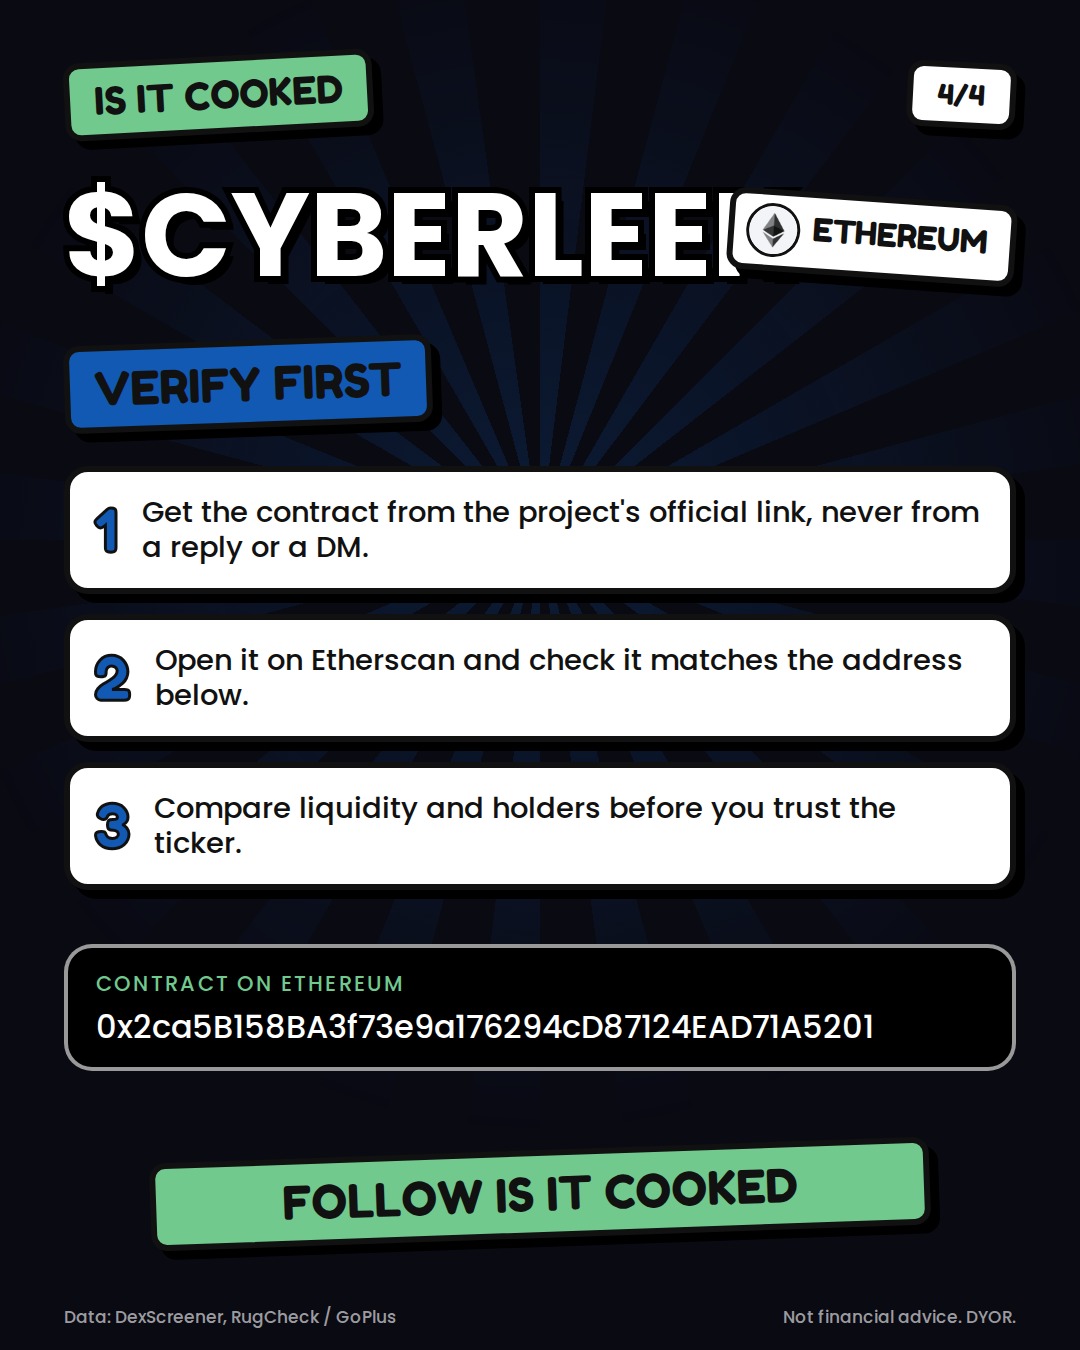 IS IT COOKED
4/4
ETHEREUM
VERIFY FIRST
1 Get the contract from the project's official link, never from
a reply or a DM.
2 Open it on Etherscan and check it matches the address
below.
3 Compare liquidity and holders before you trust the
ticker.
CONTRACT ON ETHEREUM
0x2ca5B158BA3f73e9a176294cD87124EAD71A5201
FOLLOW IS IT COOKED
Data: DexScreener, RugCheck / GoPlus
Not financial advice. DYOR.